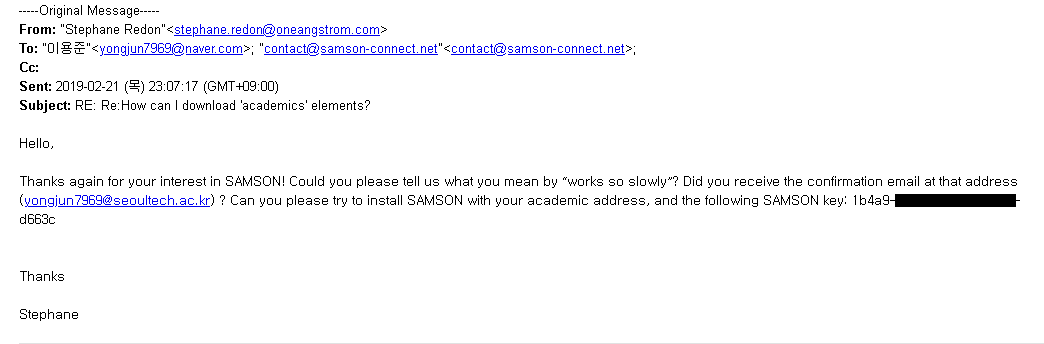 -----Original Message-----
From: "Stephane Redon"<stephane.redon@oneangstrom.com>
To: "이용준"<yongjun7969@naver.com>; "contact@samson-connect.net"<contact@samson-connect.net>;
Cc:
Sent: 2019-02-21 (목) 23:07:17 (GMT+09:00)
Subject: RE: Re:How can I download 'academics' elements?
Hello,
Thanks again for your interest in SAMSON! Could you please tell us what you mean by “works so slowly”? Did you receive the confirmation email at that address
(yongjun7969@seoultech.ac.kr) ? Can you please try to install SAMSON with your academic address, and the following SAMSON key: 1b4a9- -
d663c
Thanks
Stephane